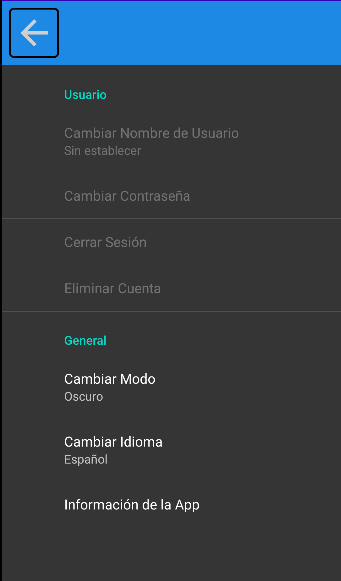 Usuario
Cambiar Nombre de Usuario
Sin establecer
Cambiar Contraseña
Cerrar Sesión
Eliminar Cuenta
General
Cambiar Modo
Oscuro
Cambiar Idioma
Español
Información de la App